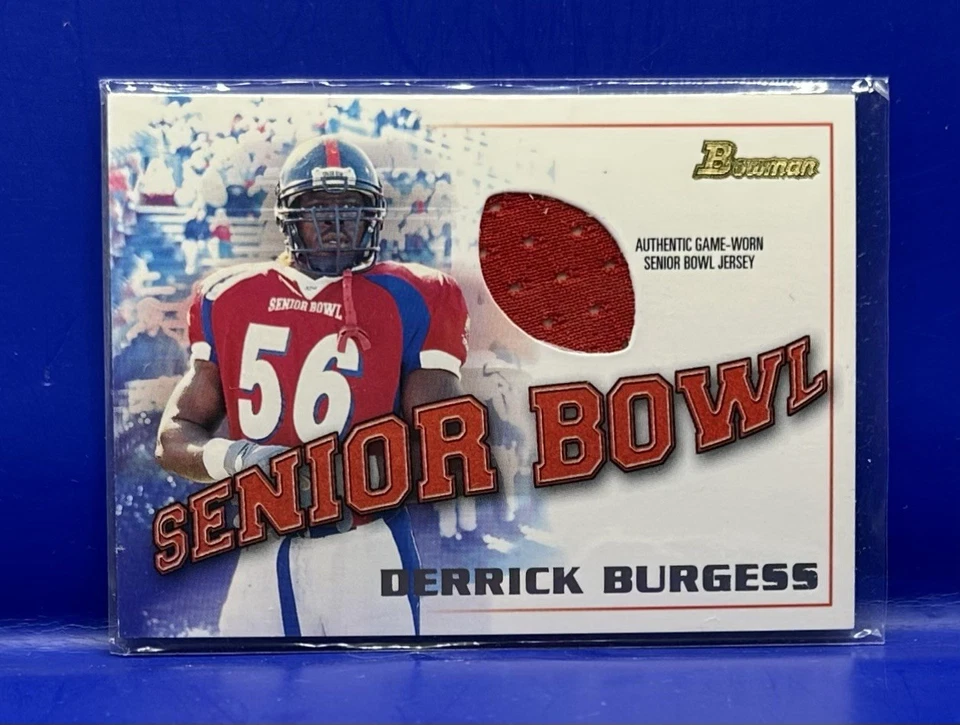 Bowman
AUTHENTIC GAME-WORN
SENIOR BOWL JERSEY
SENIOR BOWL
56
SENIOR BOWL
DERRICK BURGESS